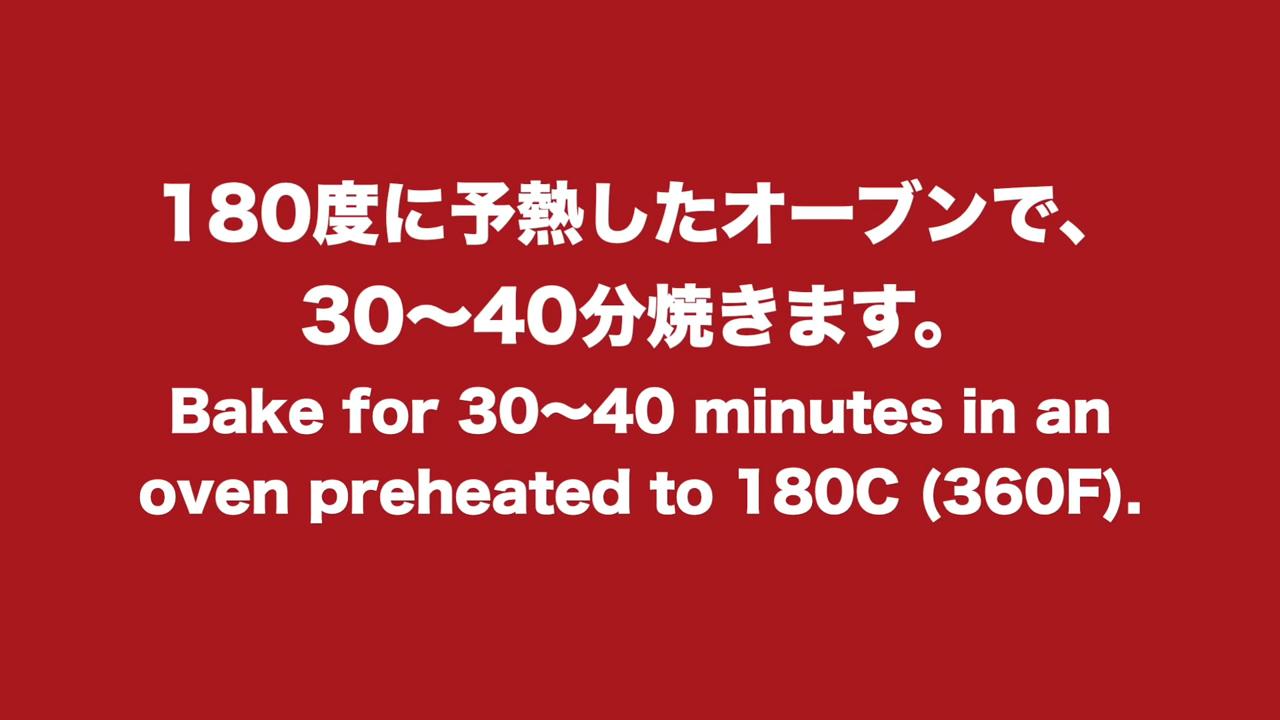 180度に予熱したオーブンで、
30〜40分焼きます。
Bake for 30〜40 minutes in an
oven preheated to 180C (360F).